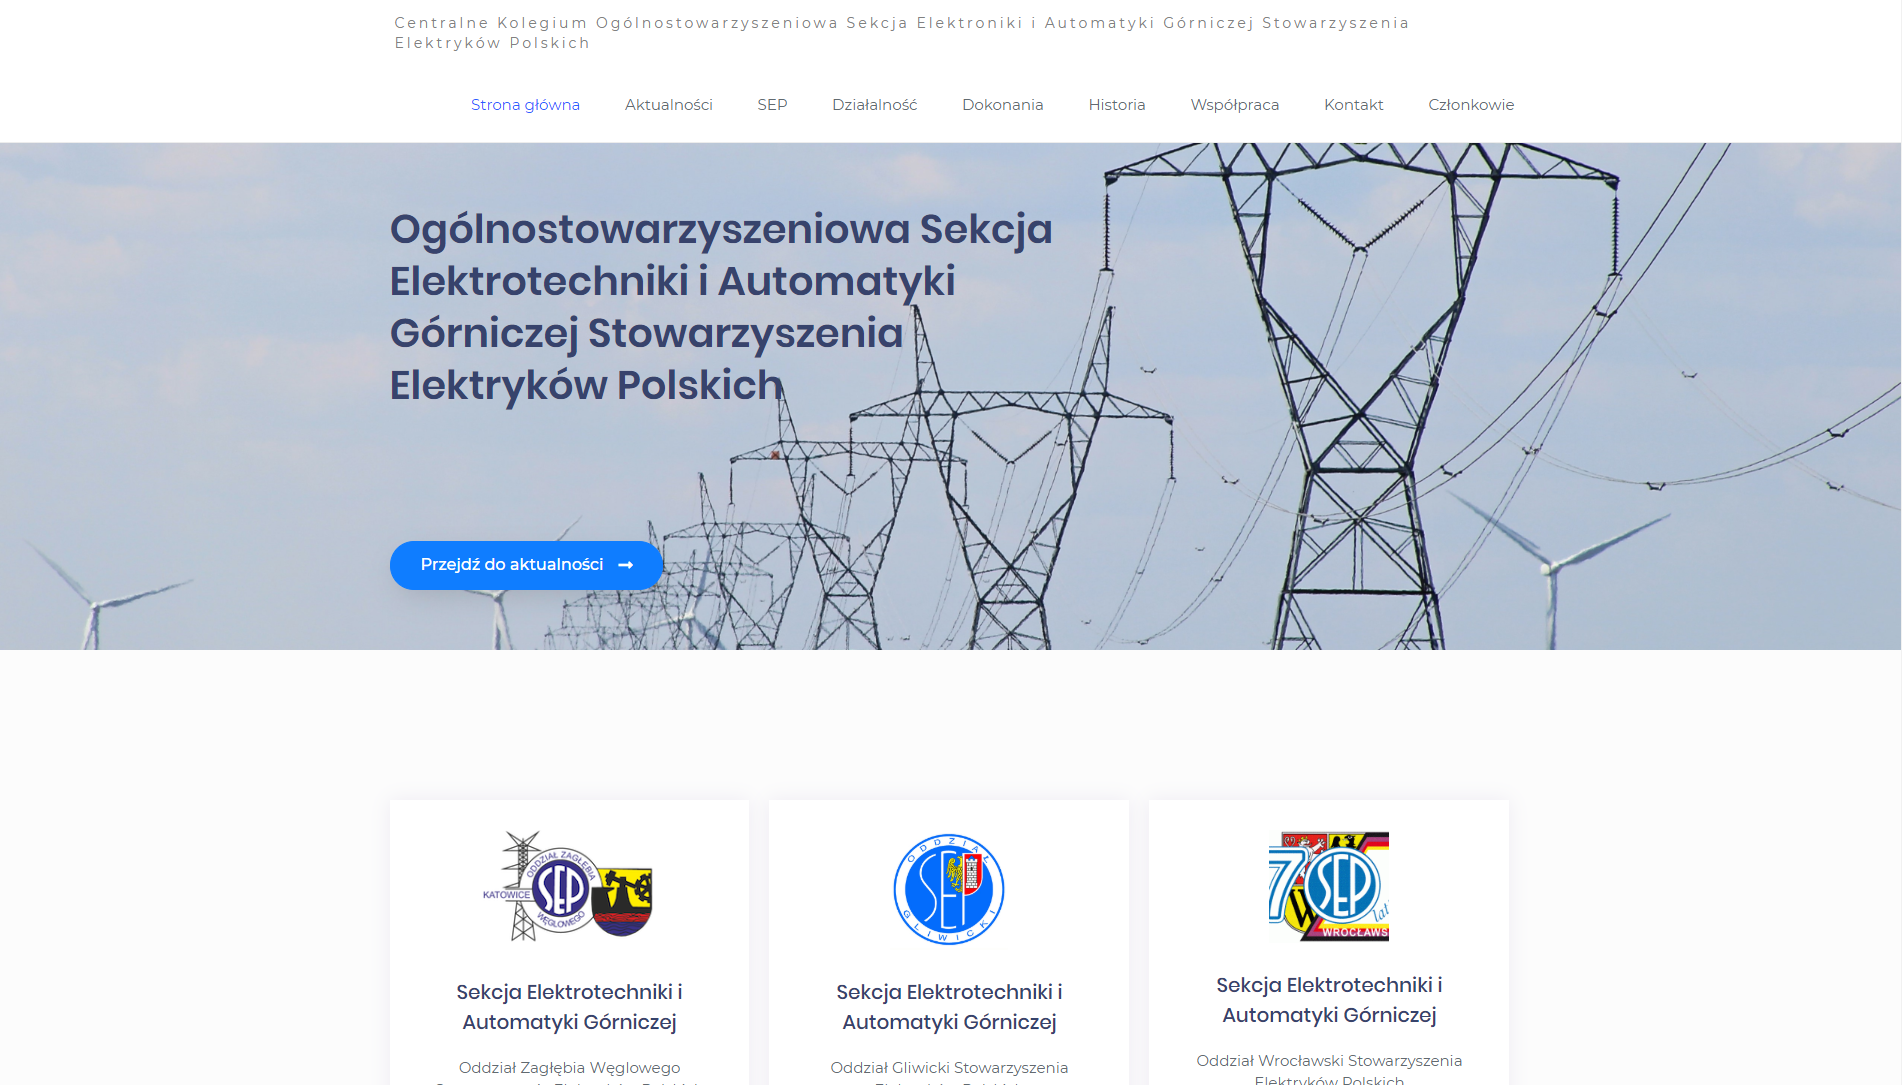 Centralne Kolegium Ogólnostowarzyszeniowa Sekcja Elektroniki i Automatyki Górniczej Stowarzyszenia
Elektryków Polskich
Strona główna Aktualności SEP Działalność Dokonania Historia Współpraca Kontakt Członkowie
Ogólnostowarzyszeniowa Sekcja
Elektrotechniki i Automatyki
Górniczej Stowarzyszenia
Elektryków Polskich
Przejdź do aktualności
ODDZIAŁ ZAGŁĘBIA
KATOWICE
SEP
WĘGLOWEGO
Sekcja Elektrotechniki i
Automatyki Górniczej
Oddział Zagłębia Węglowego
ODDZIAŁ
SEP
GLIWICKI
Sekcja Elektrotechniki i
Automatyki Górniczej
Oddział Gliwicki Stowarzyszenia
70 SEP
lat
W
WROCŁAWS
Sekcja Elektrotechniki i
Automatyki Górniczej
Oddział Wrocławski Stowarzyszenia
Elektryków Polskich